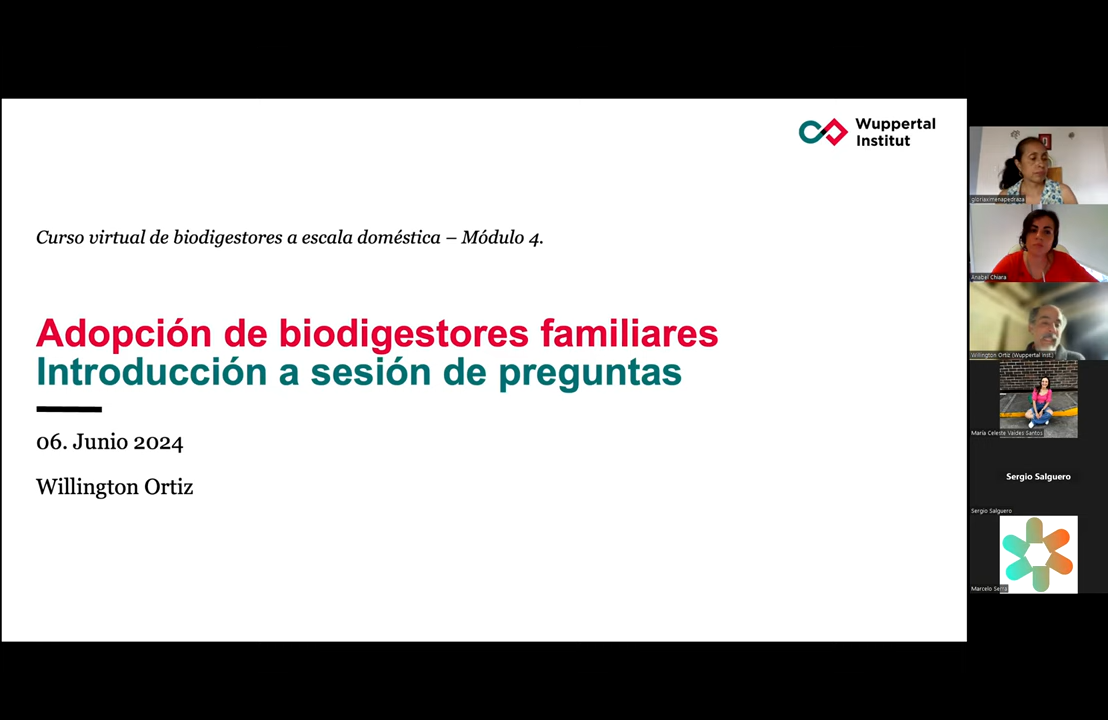 Wuppertal
Institut
Curso virtual de biodigestores a escala doméstica – Módulo 4.
Adopción de biodigestores familiares
Introducción a sesión de preguntas
06. Junio 2024
Willington Ortiz
gloriaximenapedraza
Anabel Chiara
Willington Ortiz (Wuppertal Inst.)
María Celeste Valdes Santos
Sergio Salguero
Sergio Salguero
Marcelo Serra